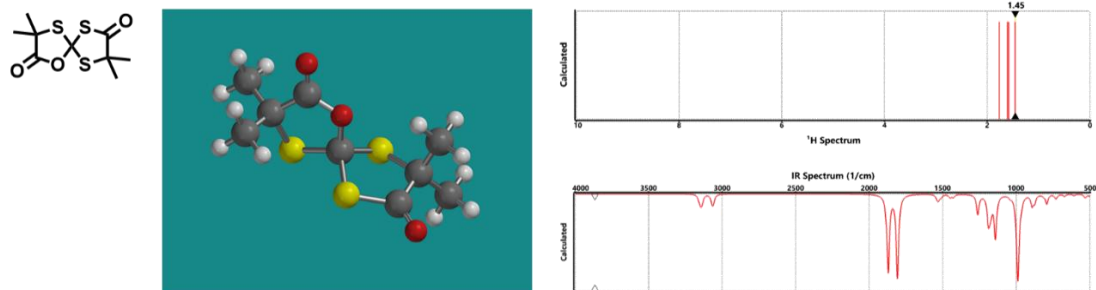 S S O
O O S
1.45
Calculated
10 8 6 4 2 0
¹H Spectrum
IR Spectrum (1/cm)
4000 3500 3000 2500 2000 1500 1000 500
Calculated